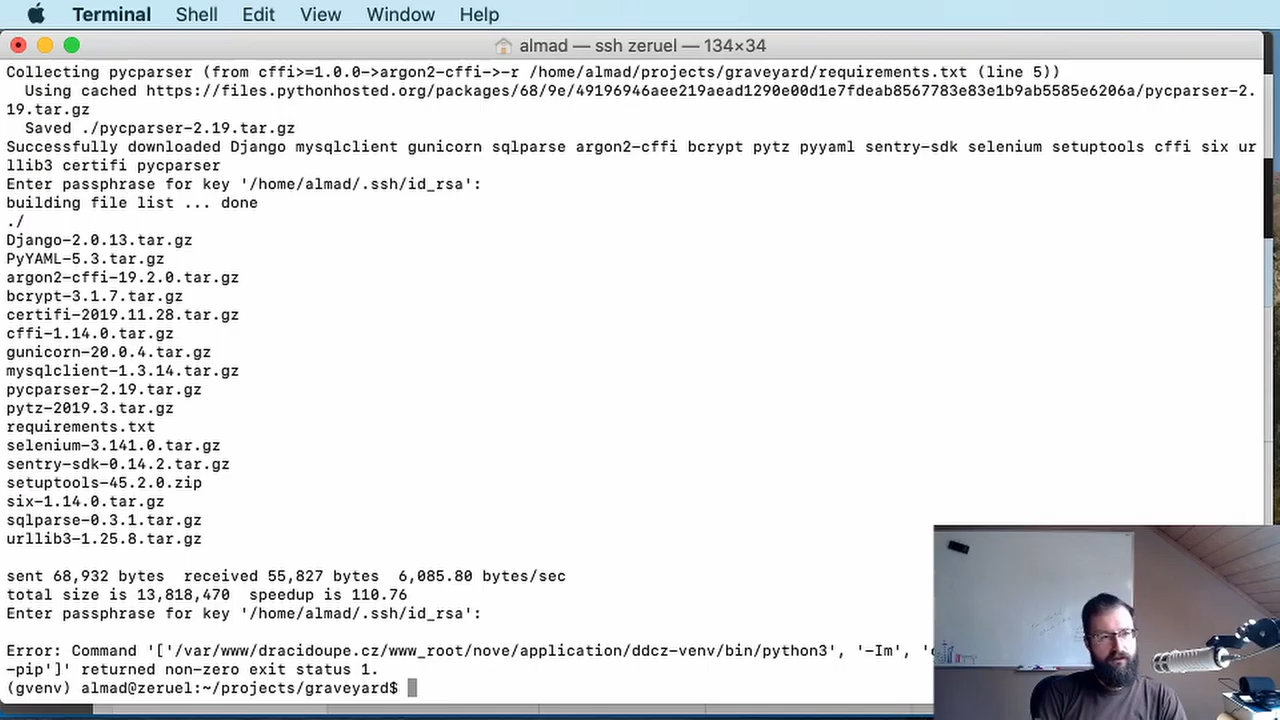 Terminal Shell Edit View Window Help
almad — ssh zeruel — 134×34
Collecting pycparser (from cffi>=1.0.0->argon2-cffi->-r /home/almad/projects/graveyard/requirements.txt (line 5))
  Using cached https://files.pythonhosted.org/packages/68/9e/49196946aee219aead1290e00d1e7fdeab8567783e83e1b9ab5585e6206a/pycparser-2.
19.tar.gz
  Saved ./pycparser-2.19.tar.gz
Successfully downloaded Django mysqlclient gunicorn sqlparse argon2-cffi bcrypt pytz pyyaml sentry-sdk selenium setuptools cffi six ur
llib3 certifi pycparser
Enter passphrase for key '/home/almad/.ssh/id_rsa':
building file list ... done
./
Django-2.0.13.tar.gz
PyYAML-5.3.tar.gz
argon2-cffi-19.2.0.tar.gz
bcrypt-3.1.7.tar.gz
certifi-2019.11.28.tar.gz
cffi-1.14.0.tar.gz
gunicorn-20.0.4.tar.gz
mysqlclient-1.3.14.tar.gz
pycparser-2.19.tar.gz
pytz-2019.3.tar.gz
requirements.txt
selenium-3.141.0.tar.gz
sentry-sdk-0.14.2.tar.gz
setuptools-45.2.0.zip
six-1.14.0.tar.gz
sqlparse-0.3.1.tar.gz
urllib3-1.25.8.tar.gz
sent 68,932 bytes  received 55,827 bytes  6,085.80 bytes/sec
total size is 13,818,470  speedup is 110.76
Enter passphrase for key '/home/almad/.ssh/id_rsa':
Error: Command '['/var/www/dracidoupe.cz/www_root/nove/application/ddcz-venv/bin/python3', '-Im', '
-pip']' returned non-zero exit status 1.
(gvenv) almad@zeruel:~/projects/graveyard$